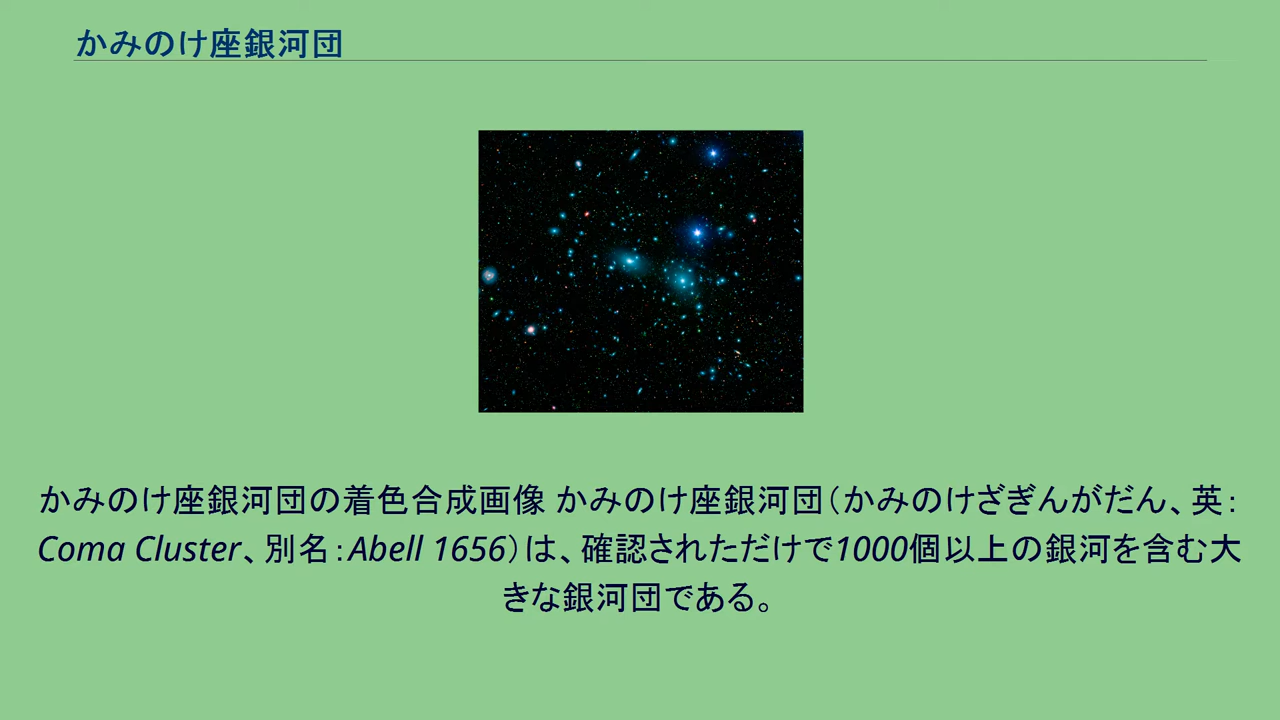 かみのけ座銀河団
かみのけ座銀河団の着色合成画像 かみのけ座銀河団（かみのけざぎんがだん、英：
Coma Cluster、別名：Abell 1656）は、確認されただけで1000個以上の銀河を含む大
きな銀河団である。